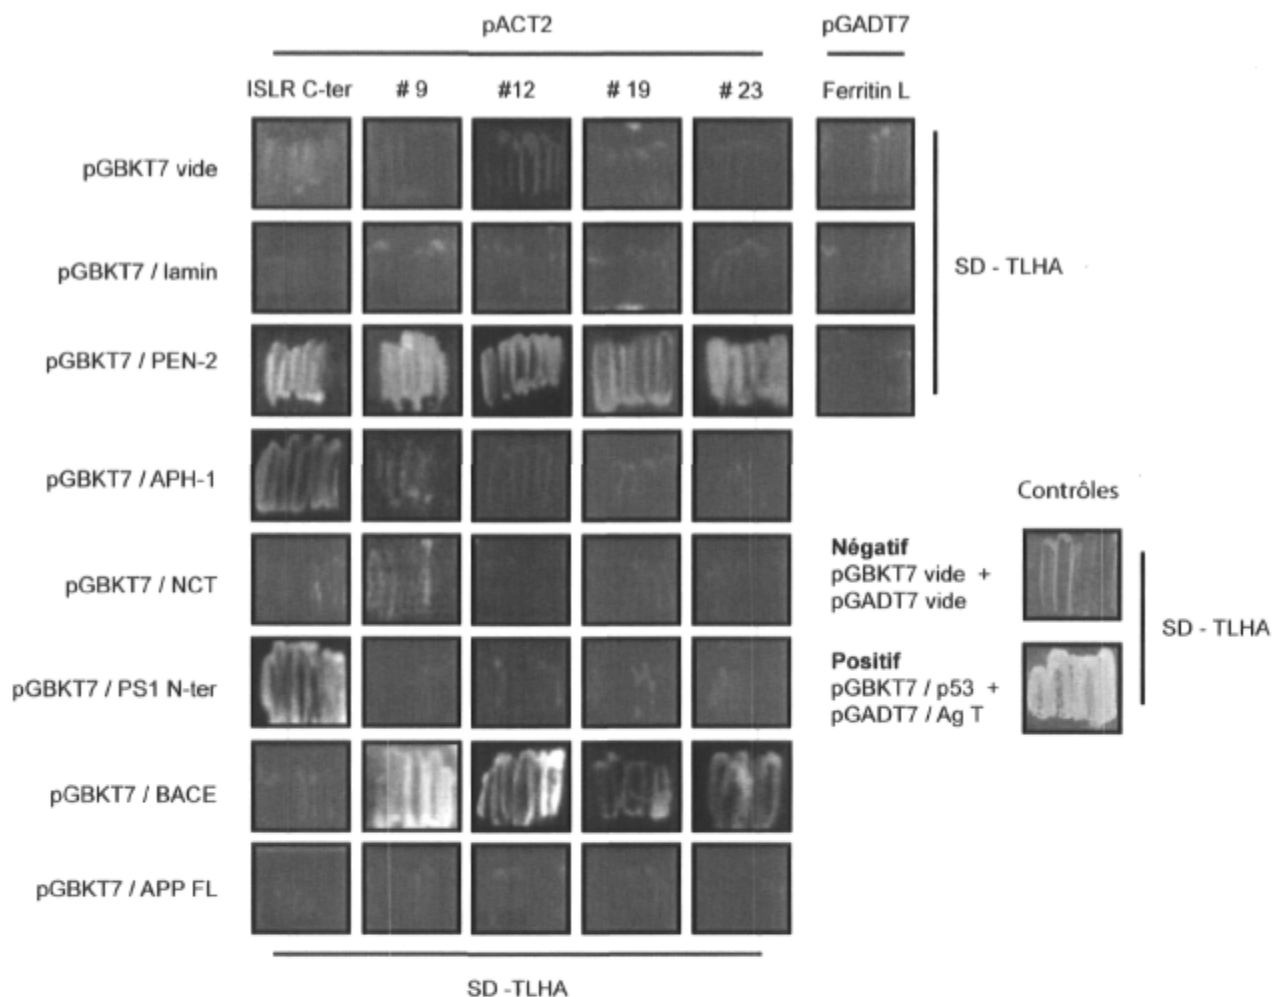 pACT2
pGADT7
ISLR C-ter
# 9
#12
# 19
# 23
Ferritin L
pGBKT7 vide
pGBKT7 / lamin
SD - TLHA
pGBKT7 / PEN-2
pGBKT7 / APH-1
Contrôles
pGBKT7 / NCT
Négatif
pGBKT7 vide +
pGADT7 vide
SD - TLHA
pGBKT7 / PS1 N-ter
Positif
pGBKT7 / p53 +
pGADT7 / Ag T
pGBKT7 / BACE
pGBKT7 / APP FL
SD -TLHA